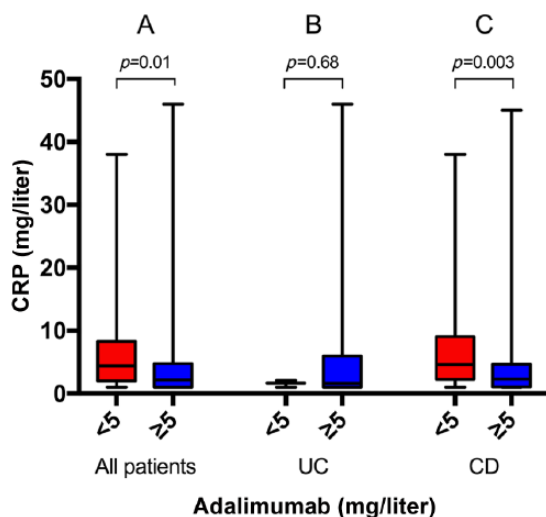 A B C
p=0.01 p=0.68 p=0.003
50
40
30
20
10
0
CRP (mg/liter)
<5 ≥5 <5 ≥5 <5 ≥5
All patients UC CD
Adalimumab (mg/liter)